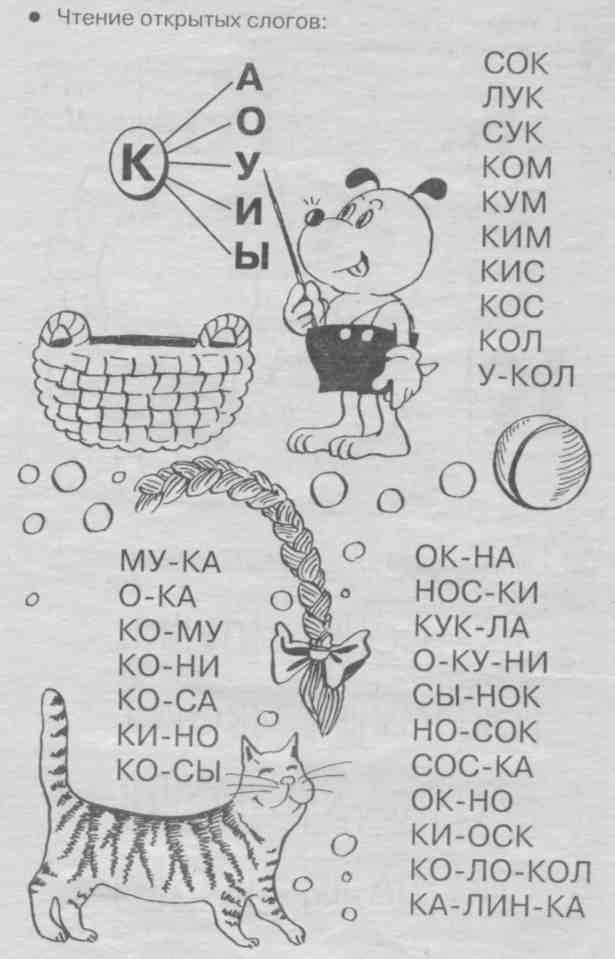 • Чтение открытых слогов:
К
А
О
У
И
Ы
СОК
ЛУК
СУК
КОМ
КУМ
КИМ
КИС
КОС
КОЛ
У-КОЛ
МУ-КА
О-КА
КО-МУ
КО-НИ
КО-СА
КИ-НО
КО-СЫ
ОК-НА
НОС-КИ
КУК-ЛА
О-КУ-НИ
СЫ-НОК
НО-СОК
СОС-КА
ОК-НО
КИ-ОСК
КО-ЛО-КОЛ
КА-ЛИН-КА